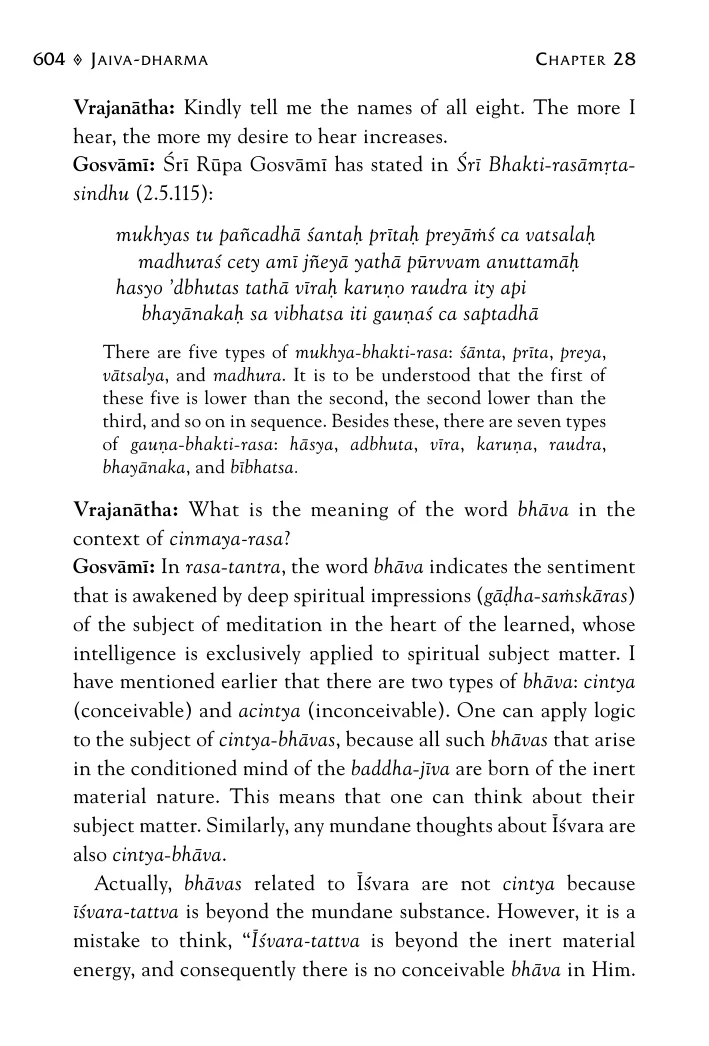 604 ◈ JAIVA-DHARMA CHAPTER 28
Vrajanātha: Kindly tell me the names of all eight. The more I
hear, the more my desire to hear increases.
Gosvāmī: Śrī Rūpa Gosvāmī has stated in Śrī Bhakti-rasāmṛta-
sindhu (2.5.115):
mukhyas tu pañcadhā śantaḥ prītaḥ preyāṁś ca vatsalaḥ
madhuraś cety amī jñeyā yathā pūrvvam anuttamāḥ
hasyo ’dbhutas tathā vīraḥ karuṇo raudra ity api
bhayānakaḥ sa vibhatsa iti gauṇaś ca saptadhā
There are five types of mukhya-bhakti-rasa: śānta, prīta, preya,
vātsalya, and madhura. It is to be understood that the first of
these five is lower than the second, the second lower than the
third, and so on in sequence. Besides these, there are seven types
of gauṇa-bhakti-rasa: hāsya, adbhuta, vīra, karuṇa, raudra,
bhayānaka, and bībhatsa.
Vrajanātha: What is the meaning of the word bhāva in the
context of cinmaya-rasa?
Gosvāmī: In rasa-tantra, the word bhāva indicates the sentiment
that is awakened by deep spiritual impressions (gāḍha-saṁskāras)
of the subject of meditation in the heart of the learned, whose
intelligence is exclusively applied to spiritual subject matter. I
have mentioned earlier that there are two types of bhāva: cintya
(conceivable) and acintya (inconceivable). One can apply logic
to the subject of cintya-bhāvas, because all such bhāvas that arise
in the conditioned mind of the baddha-jīva are born of the inert
material nature. This means that one can think about their
subject matter. Similarly, any mundane thoughts about Īśvara are
also cintya-bhāva.
Actually, bhāvas related to Īśvara are not cintya because
īśvara-tattva is beyond the mundane substance. However, it is a
mistake to think, “Īśvara-tattva is beyond the inert material
energy, and consequently there is no conceivable bhāva in Him.